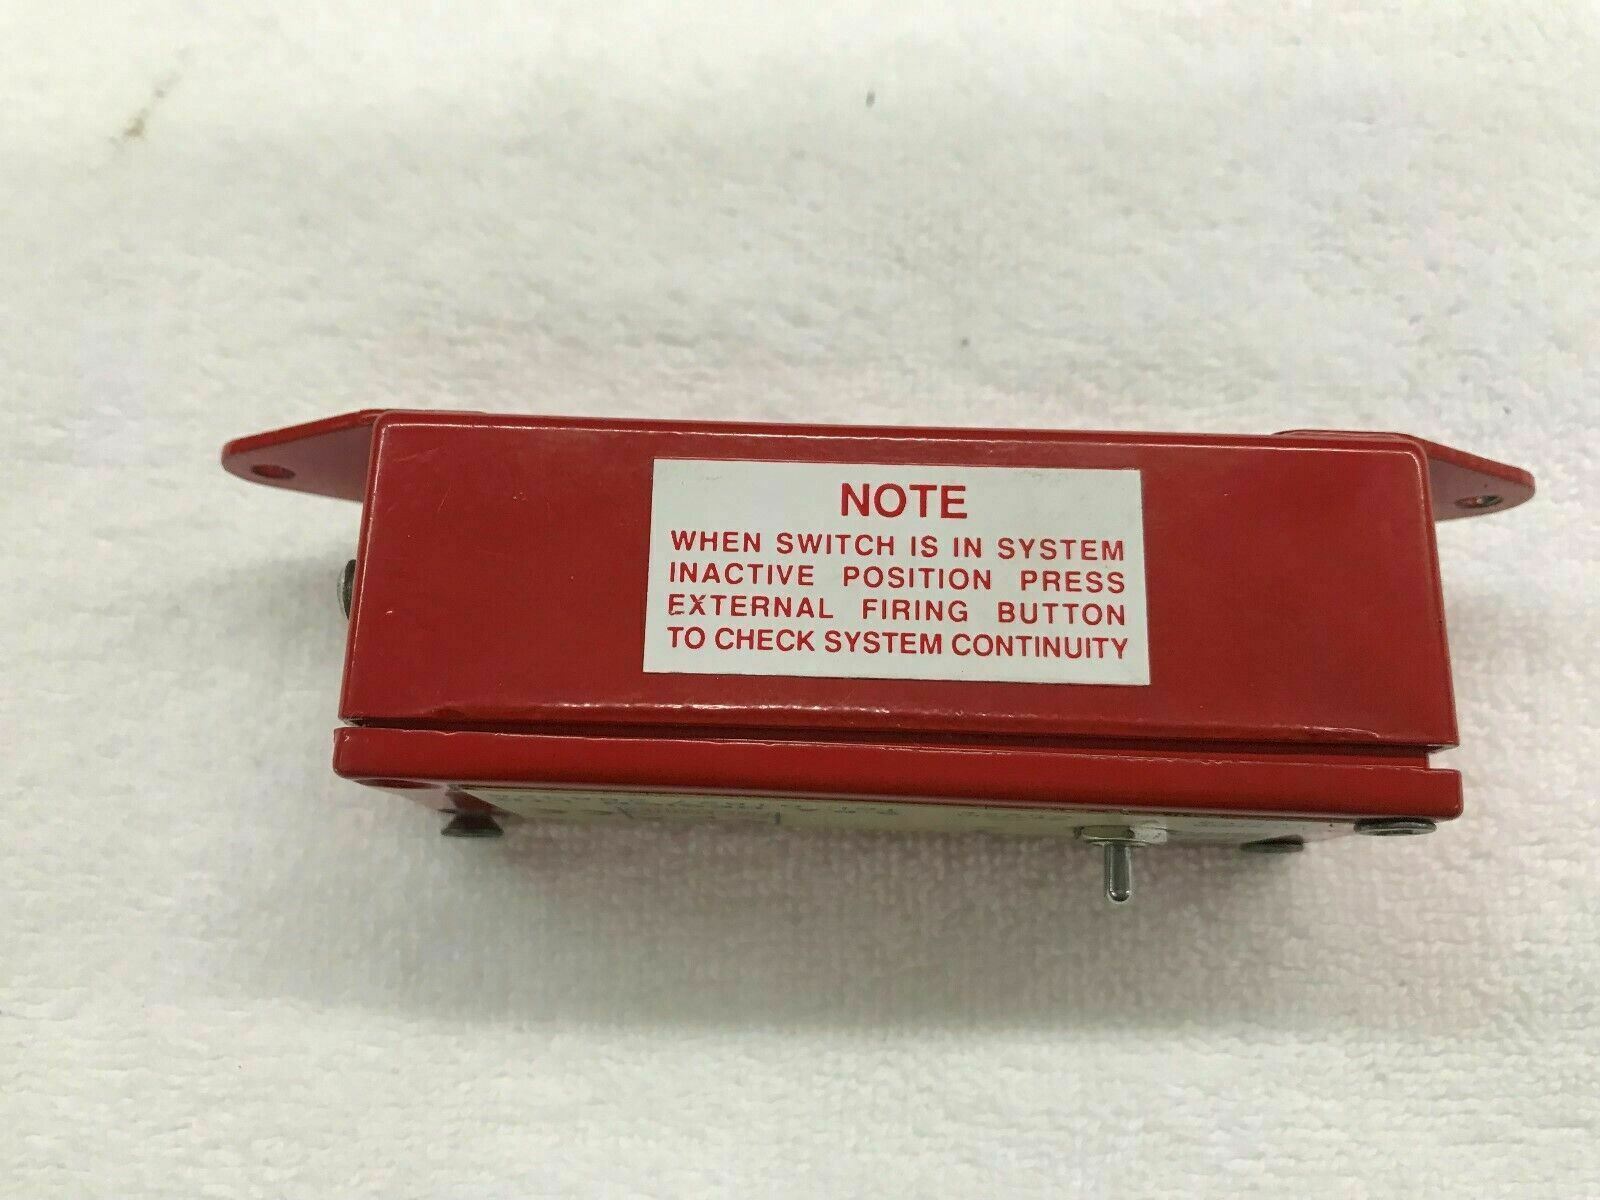 NOTE
WHEN SWITCH IS IN SYSTEM
INACTIVE POSITION PRESS
EXTERNAL FIRING BUTTON
TO CHECK SYSTEM CONTINUITY